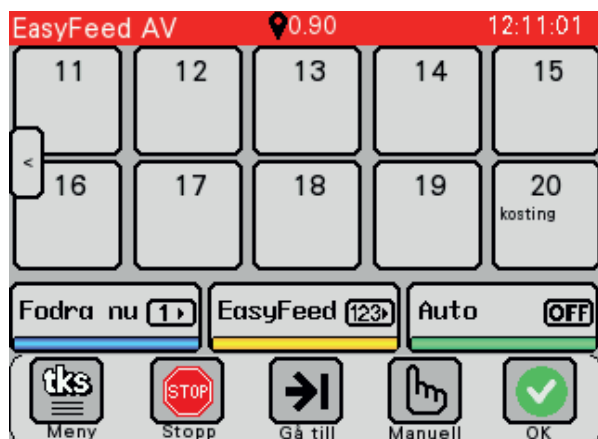 EasyFeed AV 0.90 12:11:01
11 12 13 14 15
<
16 17 18 19 20
kosting
Fodra nu 1 EasyFeed 123 Auto OFF
tks STOP
Meny Stopp Gå till Manuell OK